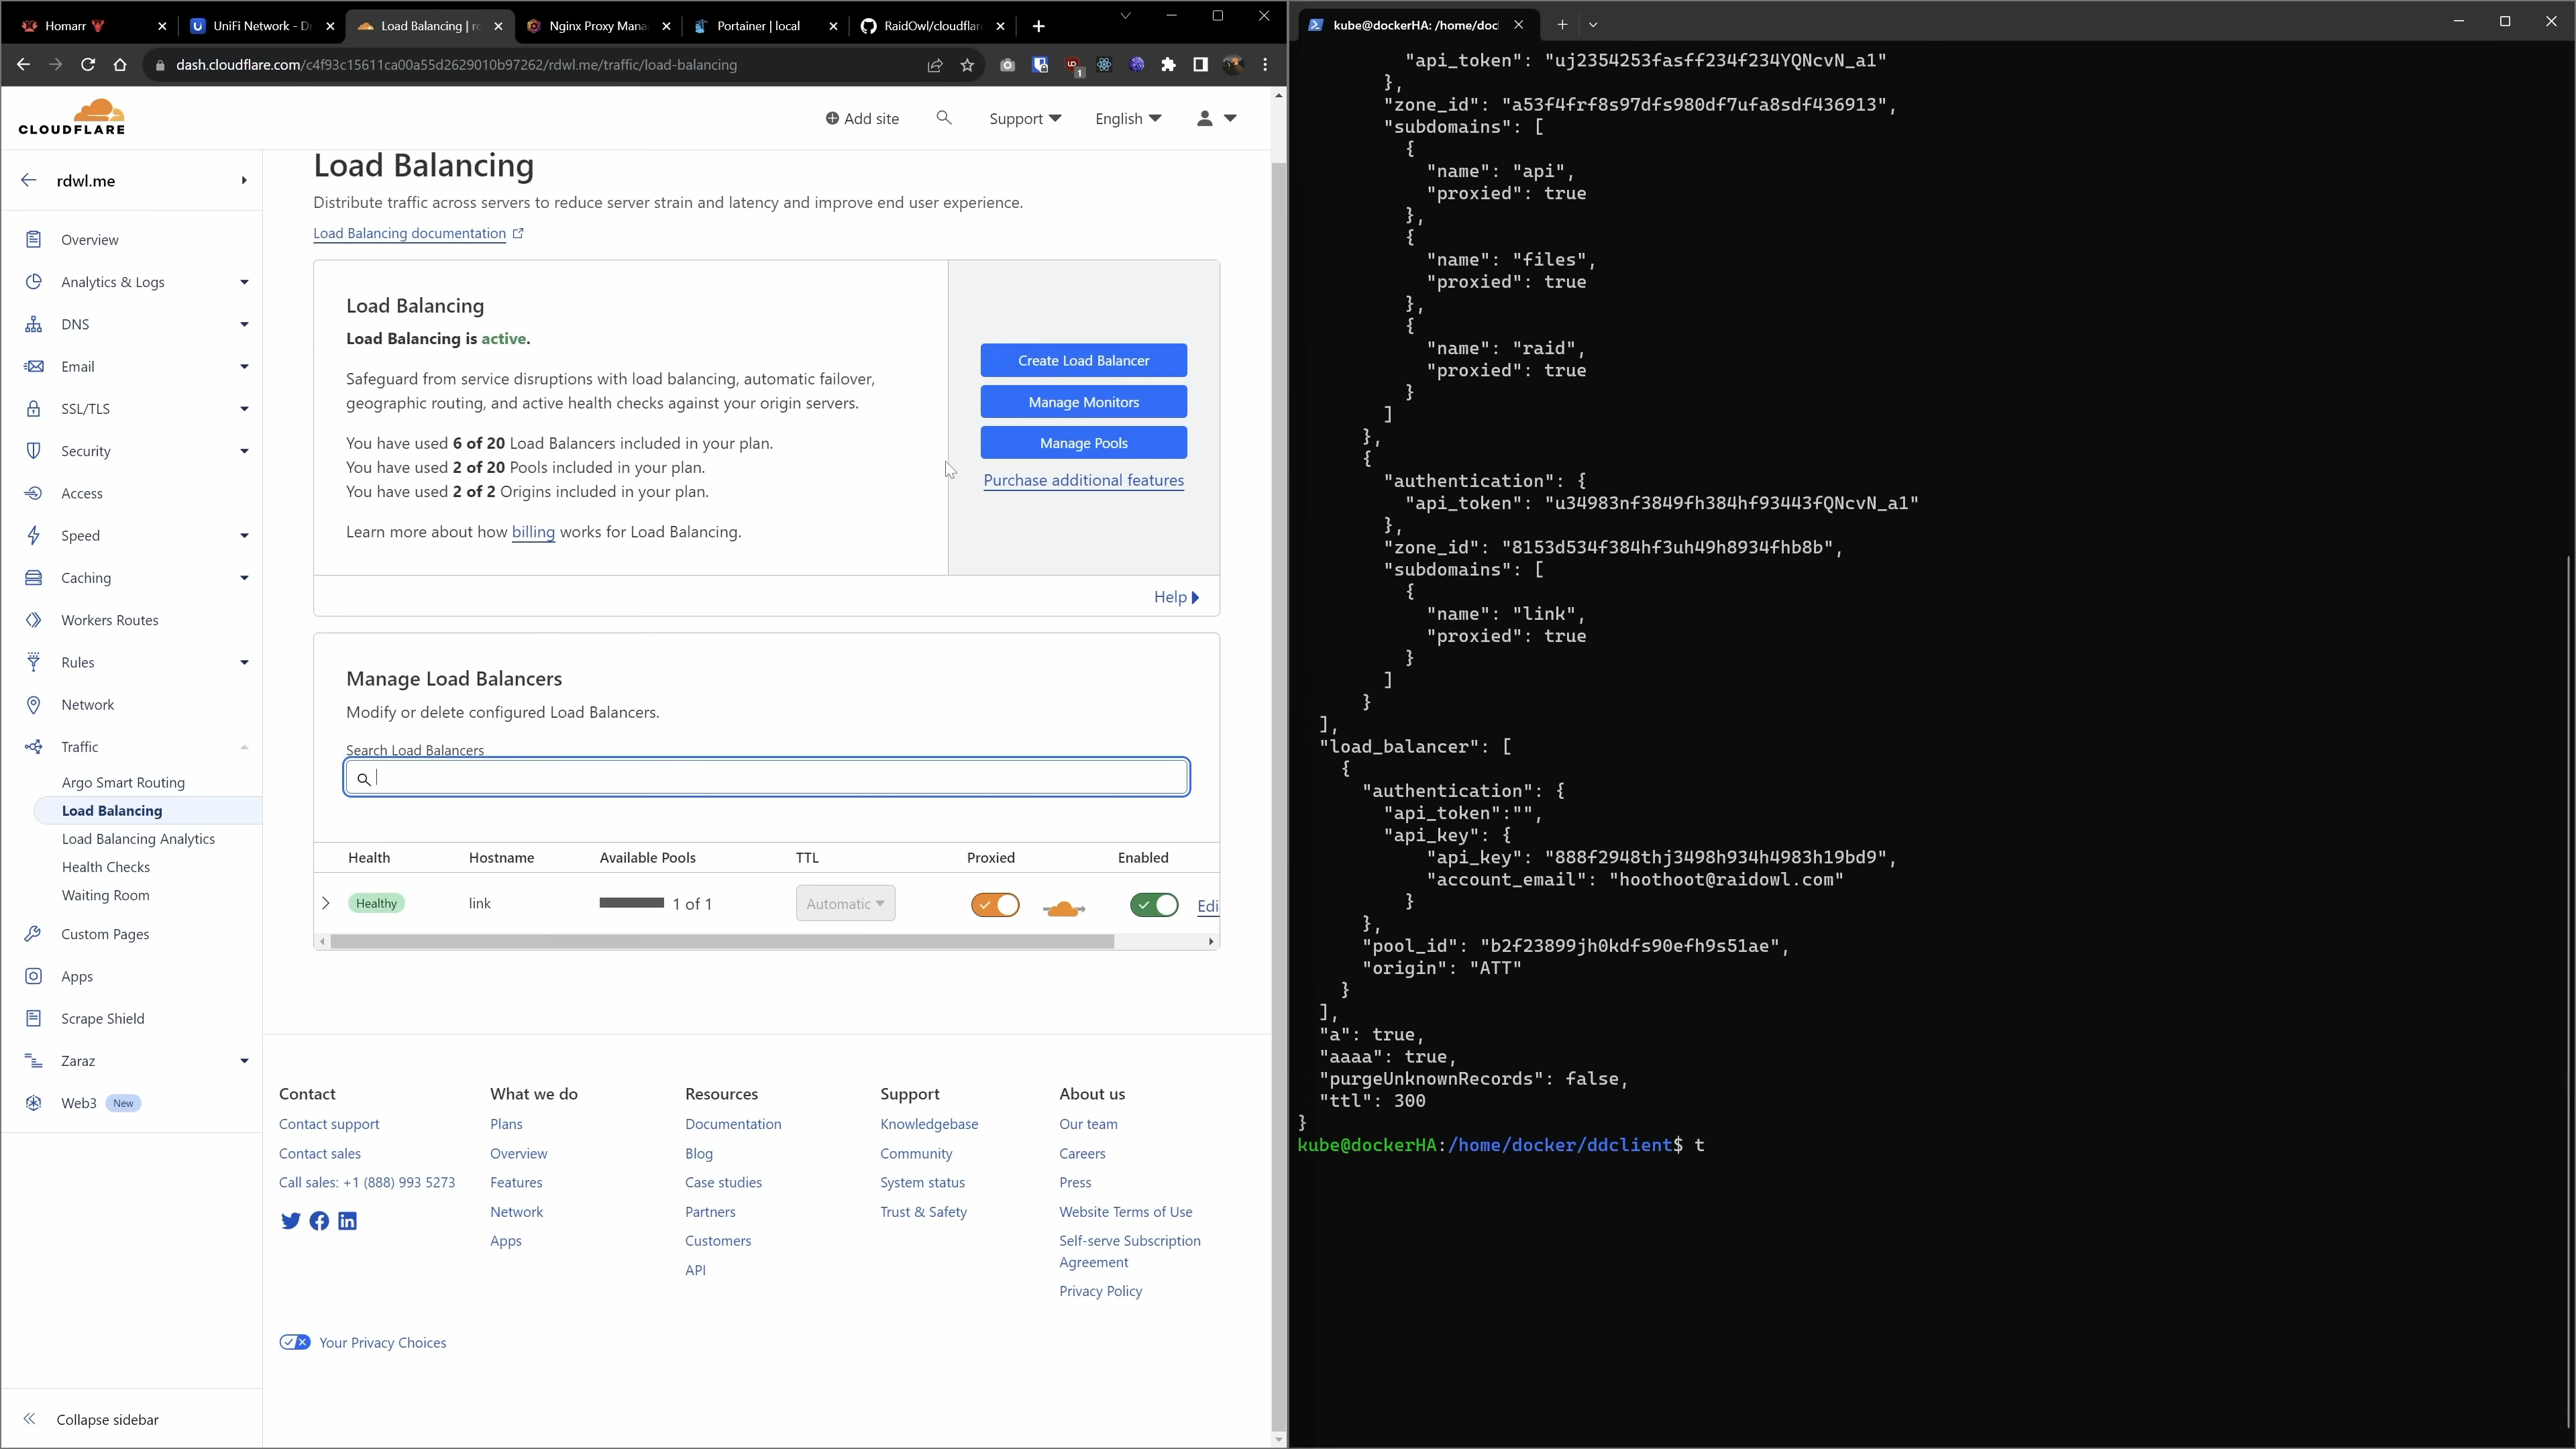 Homarr
UniFi Network - D
Load Balancing | r
Nginx Proxy Mana
Portainer | local
RaidOwl/cloudflar
dash.cloudflare.com/c4f93c15611ca00a55d2629010b97262/rdwl.me/traffic/load-balancing
CLOUDFLARE
Add site
Support
English
rdwl.me
Overview
Analytics & Logs
DNS
Email
SSL/TLS
Security
Access
Speed
Caching
Workers Routes
Rules
Network
Traffic
Argo Smart Routing
Load Balancing
Load Balancing Analytics
Health Checks
Waiting Room
Custom Pages
Apps
Scrape Shield
Zaraz
Web3 New
Collapse sidebar
Load Balancing
Distribute traffic across servers to reduce server strain and latency and improve end user experience.
Load Balancing documentation
Load Balancing
Load Balancing is active.
Safeguard from service disruptions with load balancing, automatic failover,
geographic routing, and active health checks against your origin servers.
You have used 6 of 20 Load Balancers included in your plan.
You have used 2 of 20 Pools included in your plan.
You have used 2 of 2 Origins included in your plan.
Learn more about how billing works for Load Balancing.
Create Load Balancer
Manage Monitors
Manage Pools
Purchase additional features
Help
Manage Load Balancers
Modify or delete configured Load Balancers.
Search Load Balancers
Health Hostname Available Pools TTL Proxied Enabled
Healthy link 1 of 1 Automatic Edi
Contact
Contact support
Contact sales
Call sales: +1 (888) 993 5273
What we do
Plans
Overview
Features
Network
Apps
Resources
Documentation
Blog
Case studies
Partners
Customers
API
Support
Knowledgebase
Community
System status
Trust & Safety
About us
Our team
Careers
Press
Website Terms of Use
Self-serve Subscription
Agreement
Privacy Policy
Your Privacy Choices
kube@dockerHA: /home/doc
"api_token": "uj2354253fasff234f234YQNcvN_a1"
},
"zone_id": "a53f4frf8s97dfs980df7ufa8sdf436913",
"subdomains": [
{
"name": "api",
"proxied": true
},
{
"name": "files",
"proxied": true
},
{
"name": "raid",
"proxied": true
}
]
},
{
"authentication": {
"api_token": "u34983nf3849fh384hf93443fQNcvN_a1"
},
"zone_id": "8153d534f384hf3uh49h8934fhb8b",
"subdomains": [
{
"name": "link",
"proxied": true
}
]
}
],
"load_balancer": [
{
"authentication": {
"api_token":"",
"api_key": {
"api_key": "888f2948thj3498h934h4983h19bd9",
"account_email": "hoothoot@raidowl.com"
}
},
"pool_id": "b2f23899jh0kdfs90efh9s51ae",
"origin": "ATT"
}
],
"a": true,
"aaaa": true,
"purgeUnknownRecords": false,
"ttl": 300
}
kube@dockerHA:/home/docker/ddclient$ t